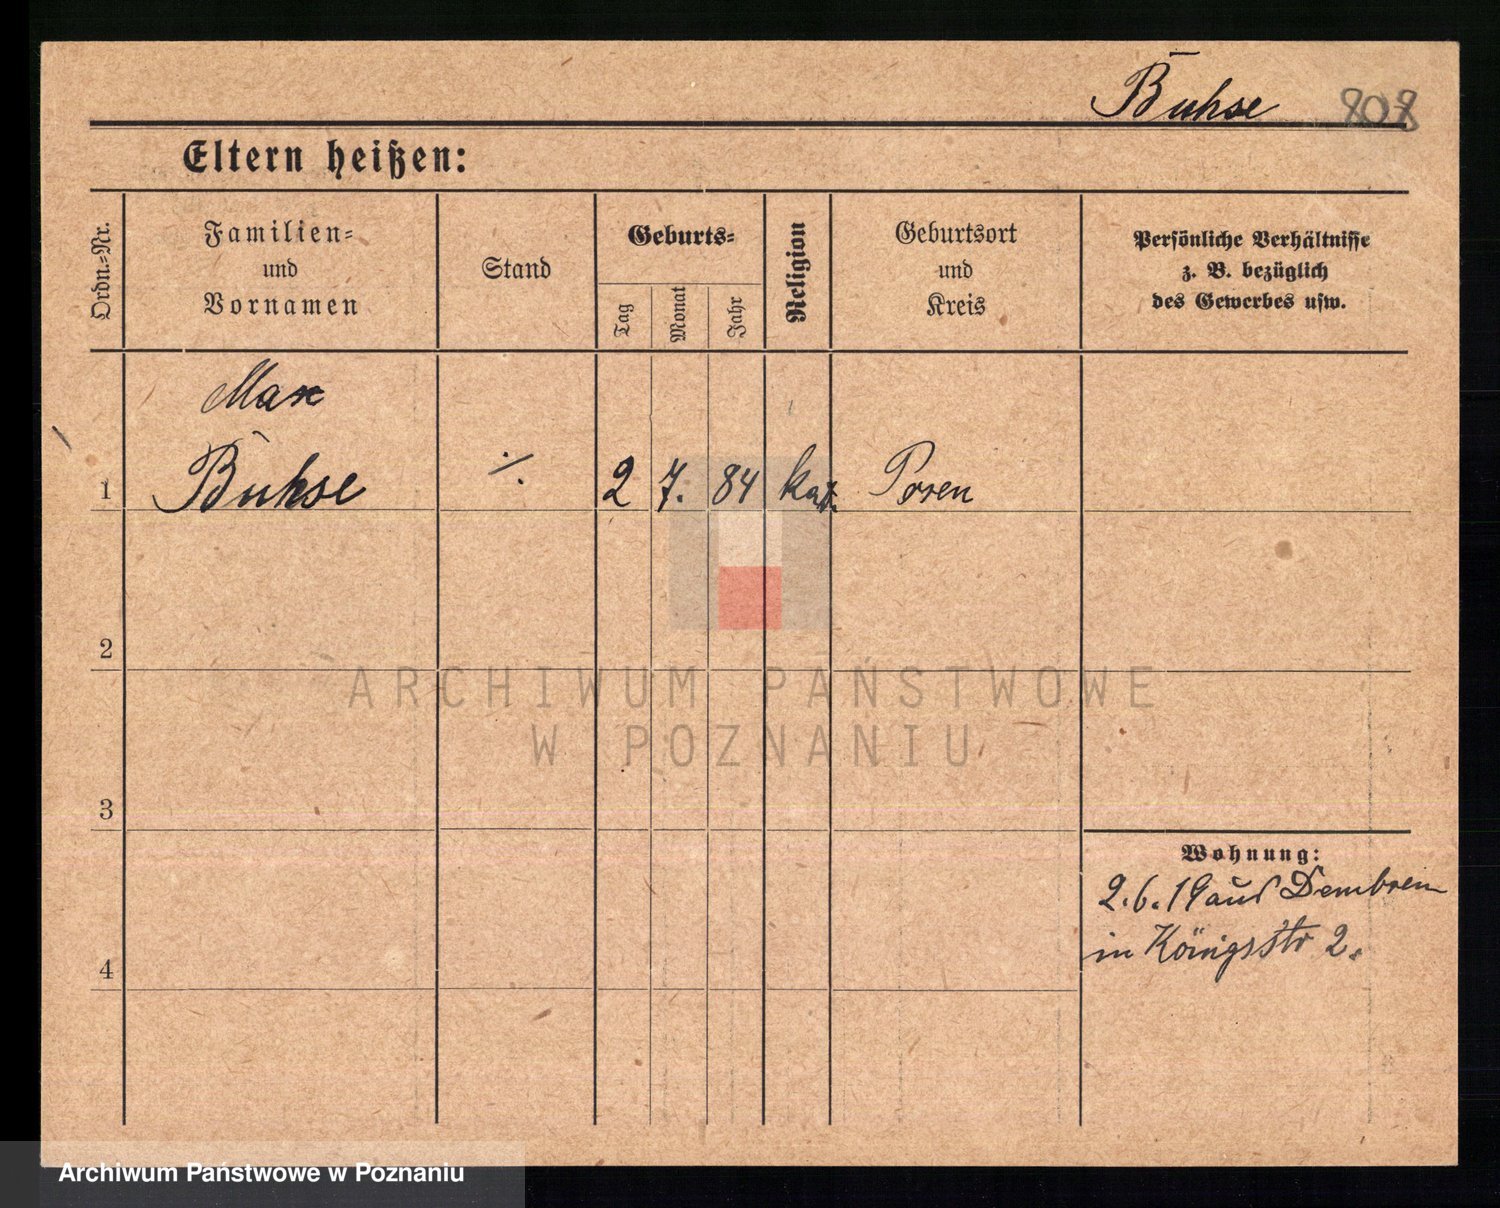 Buhse 808
Eltern heißen:
Ordn.=Nr.
Familien=
und
Vornamen
Stand
Geburts=
Tag
Monat
Jahr
Religion
Geburtsort
und
Kreis
Persönliche Verhältnisse
z. B. bezüglich
des Gewerbes usw.
Max
1 Buhse ⁒ 2 7. 84 kat. Posen
2
ARCHIWUM PAŃSTWOWE
W POZNANIU
3
Wohnung:
2.6.19 aus Dembsen
in Königsstr 2.
4
Archiwum Państwowe w Poznaniu